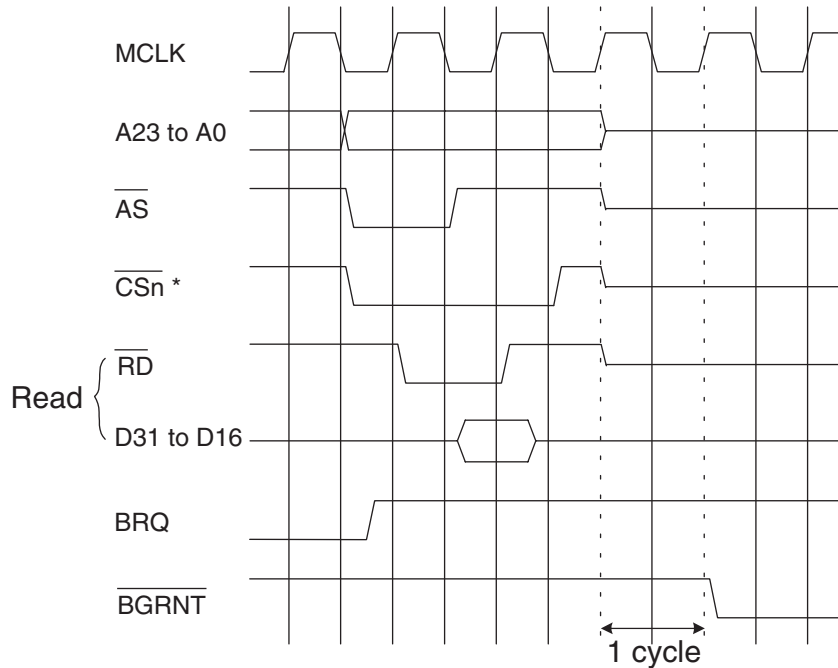 MCLK
A23 to A0
AS
CSn *
Read
RD
D31 to D16
BRQ
BGRNT
1 cycle